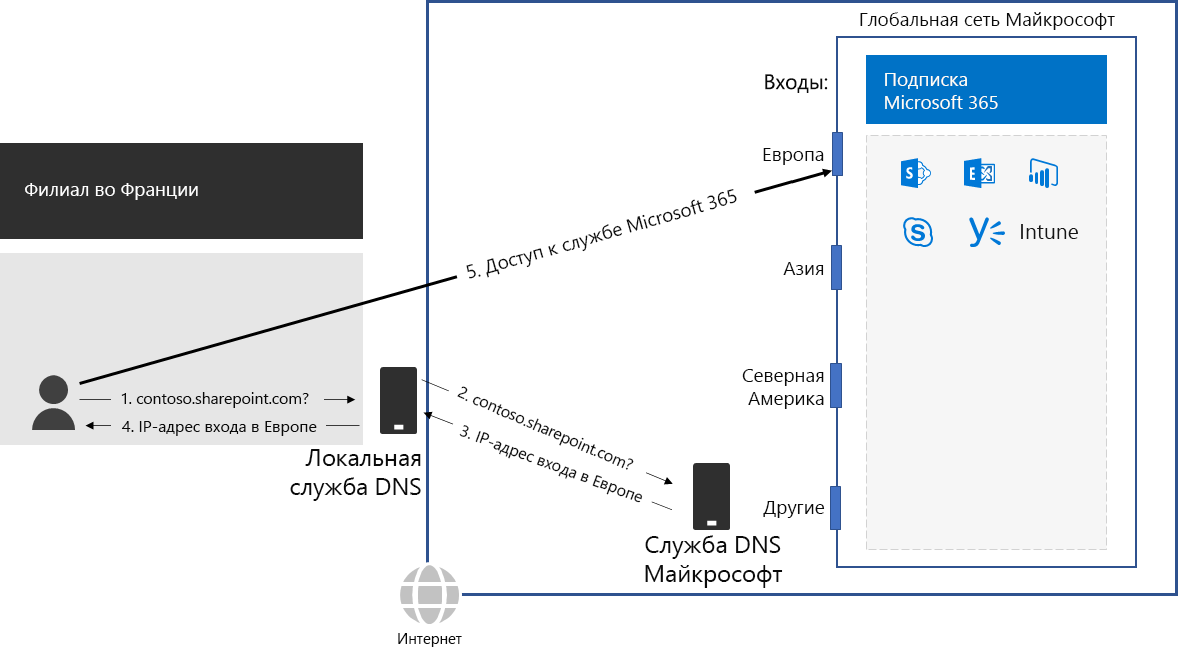 Глобальная сеть Майкрософт
Входы:
Подписка
Microsoft 365
Европа
Филиал во Франции
5. Доступ к службе Microsoft 365
S
E
S
Intune
Азия
Северная
Америка
1. contoso.sharepoint.com?
4. IP-адрес входа в Европе
2. contoso.sharepoint.com?
3. IP-адрес входа в Европе
Локальная
служба DNS
Другие
Служба DNS
Майкрософт
Интернет